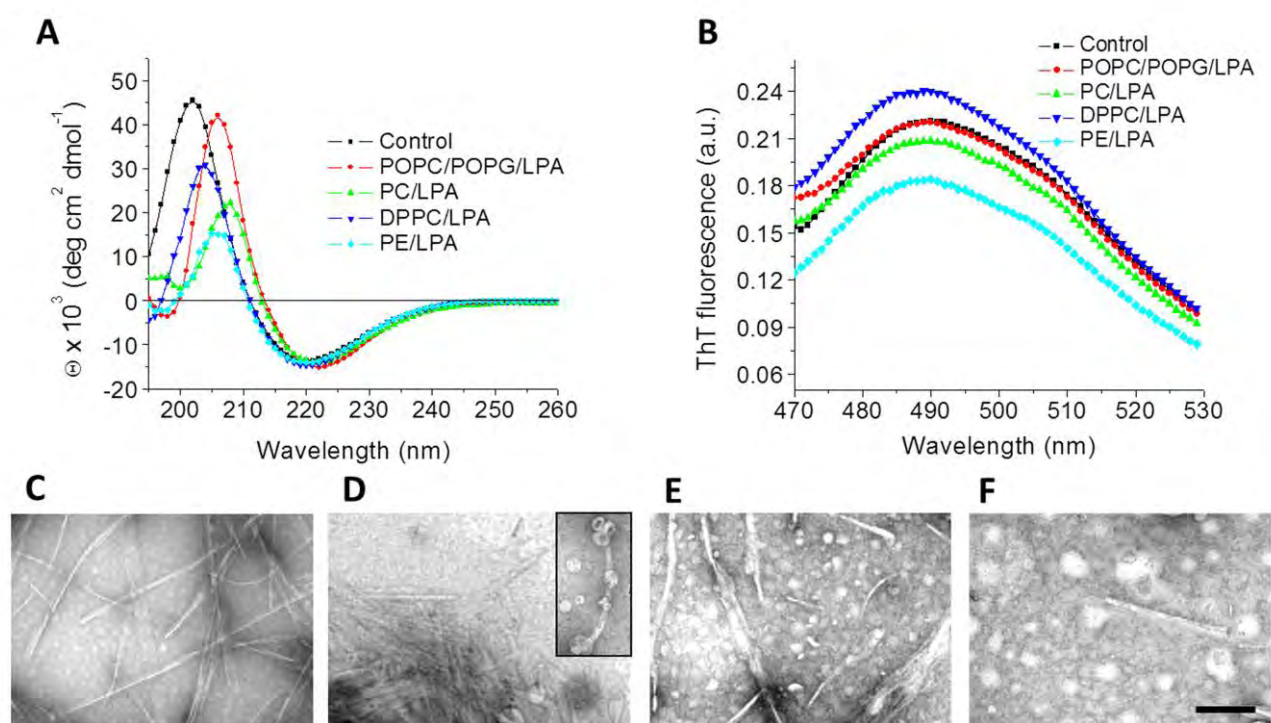 A
Θ x 10³ (deg cm² dmol⁻¹)
50
40
30
20
10
0
-10
-20
200 210 220 230 240 250 260
Wavelength (nm)
Control
POPC/POPG/LPA
PC/LPA
DPPC/LPA
PE/LPA
B
ThT fluorescence (a.u.)
0.24
0.21
0.18
0.15
0.12
0.09
0.06
470 480 490 500 510 520 530
Wavelength (nm)
Control
POPC/POPG/LPA
PC/LPA
DPPC/LPA
PE/LPA
C
D
E
F